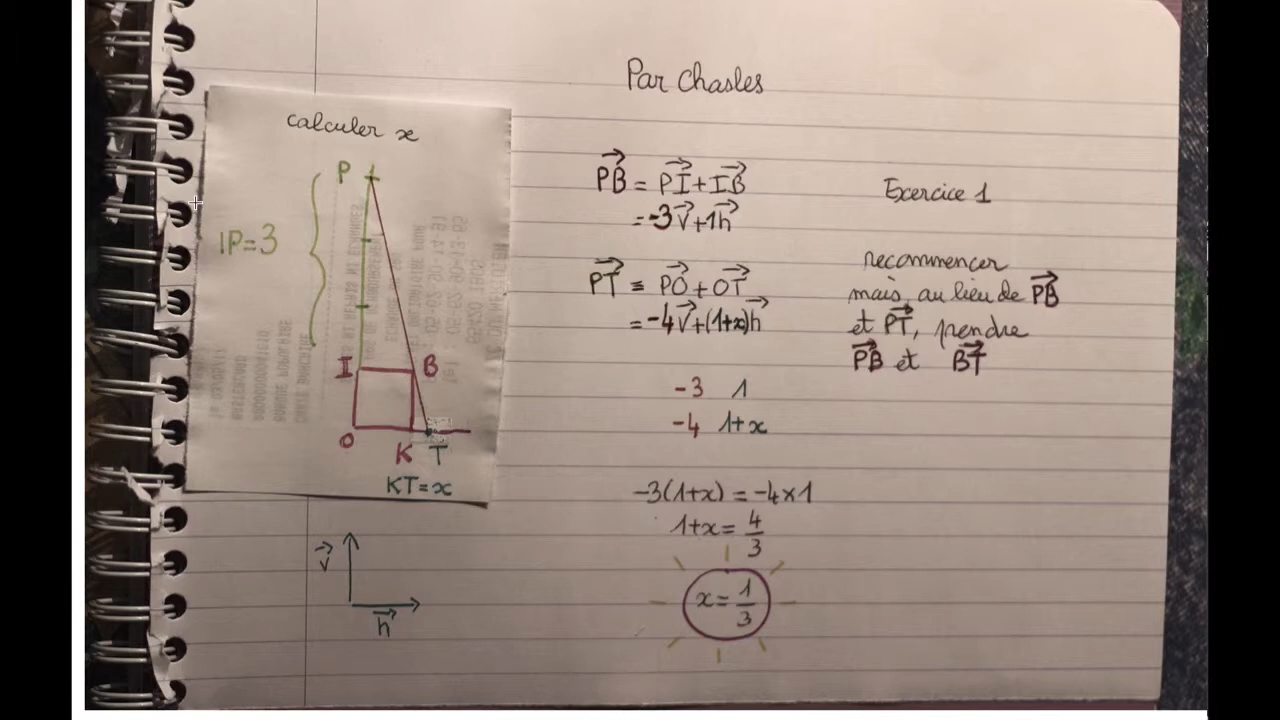 Par Chasles
calculer x
P
IP=3
I
B
O
K
T
KT=x
v
h
PB = PI + IB
= -3v + 1h
PT = PO + OT
= -4v + (1+x)h
-3 1
-4 1+x
-3(1+x) = -4×1
1+x = 4/3
x = 1/3
Exercice 1
recommencer
mais, au lieu de PB
et PT, prendre
PB et BT